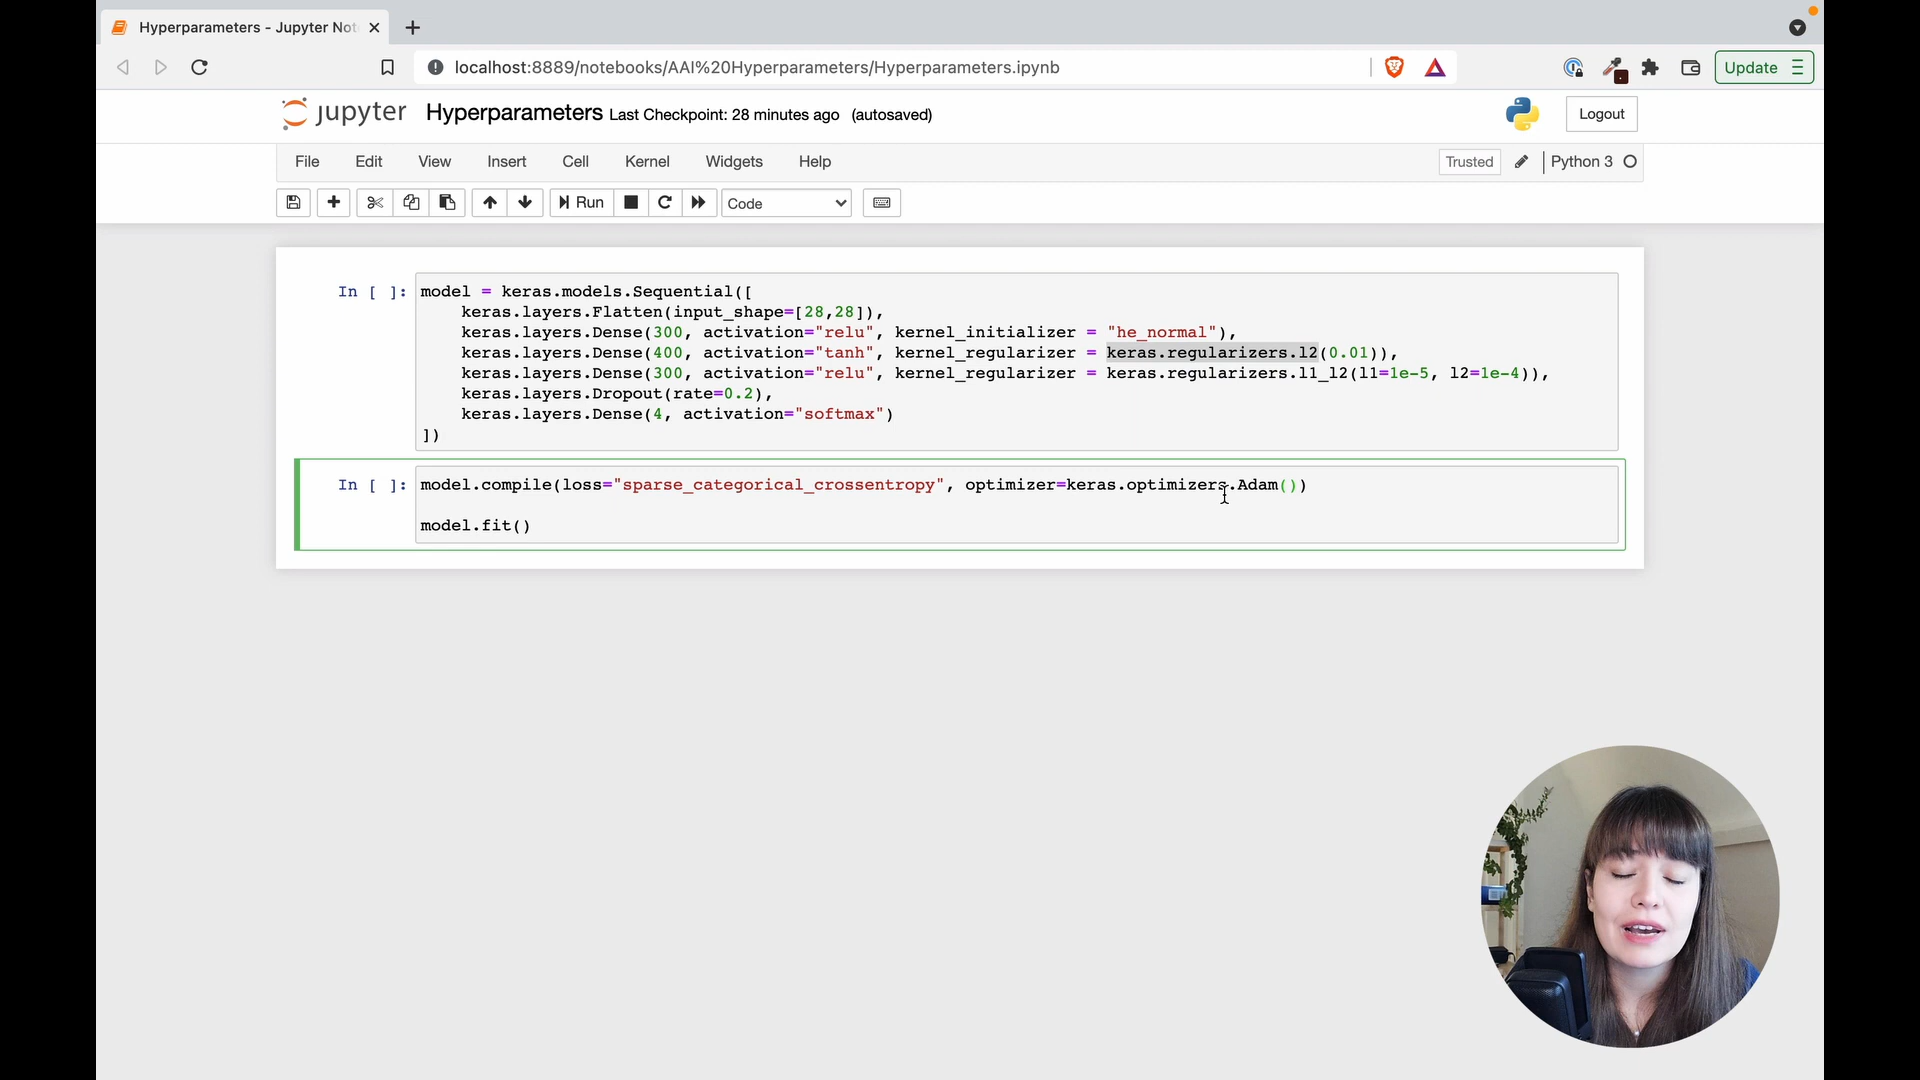 Hyperparameters - Jupyter Not
localhost:8889/notebooks/AAI%20Hyperparameters/Hyperparameters.ipynb
Update
jupyter Hyperparameters Last Checkpoint: 28 minutes ago (autosaved)
Logout
File Edit View Insert Cell Kernel Widgets Help
Trusted
Python 3
Run
Code
In [ ]:
model = keras.models.Sequential([
    keras.layers.Flatten(input_shape=[28,28]),
    keras.layers.Dense(300, activation="relu", kernel_initializer = "he_normal"),
    keras.layers.Dense(400, activation="tanh", kernel_regularizer = keras.regularizers.l2(0.01)),
    keras.layers.Dense(300, activation="relu", kernel_regularizer = keras.regularizers.l1_l2(l1=1e-5, l2=1e-4)),
    keras.layers.Dropout(rate=0.2),
    keras.layers.Dense(4, activation="softmax")
])
In [ ]:
model.compile(loss="sparse_categorical_crossentropy", optimizer=keras.optimizers.Adam())
model.fit()